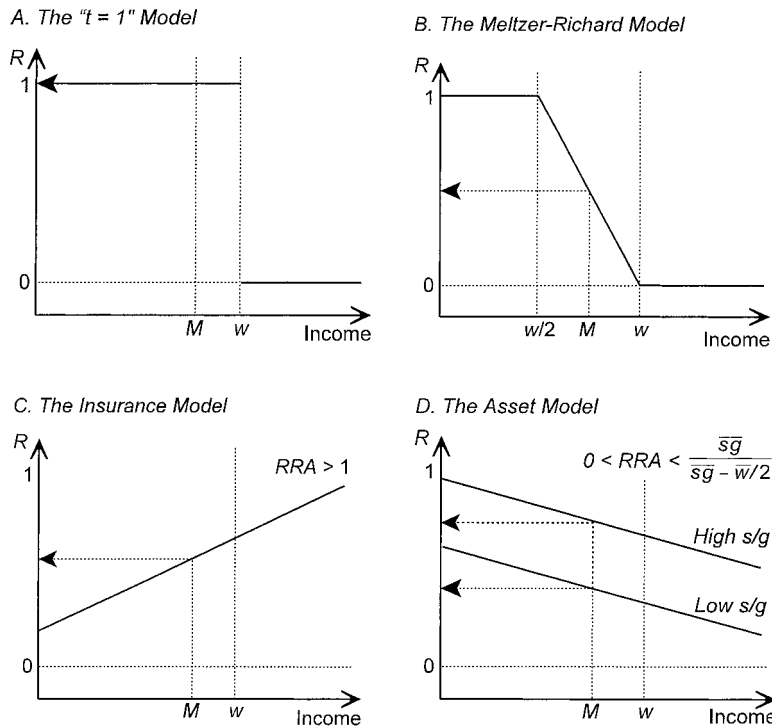 A. The "t = 1" Model
R
1
0
M w Income
B. The Meltzer-Richard Model
R
1
0
w/2 M w Income
C. The Insurance Model
R
1
RRA > 1
0
M w Income
D. The Asset Model
R
1
0 < RRA < s̅g̅ / (s̅g̅ – w̅/2)
High s/g
Low s/g
0
M w Income